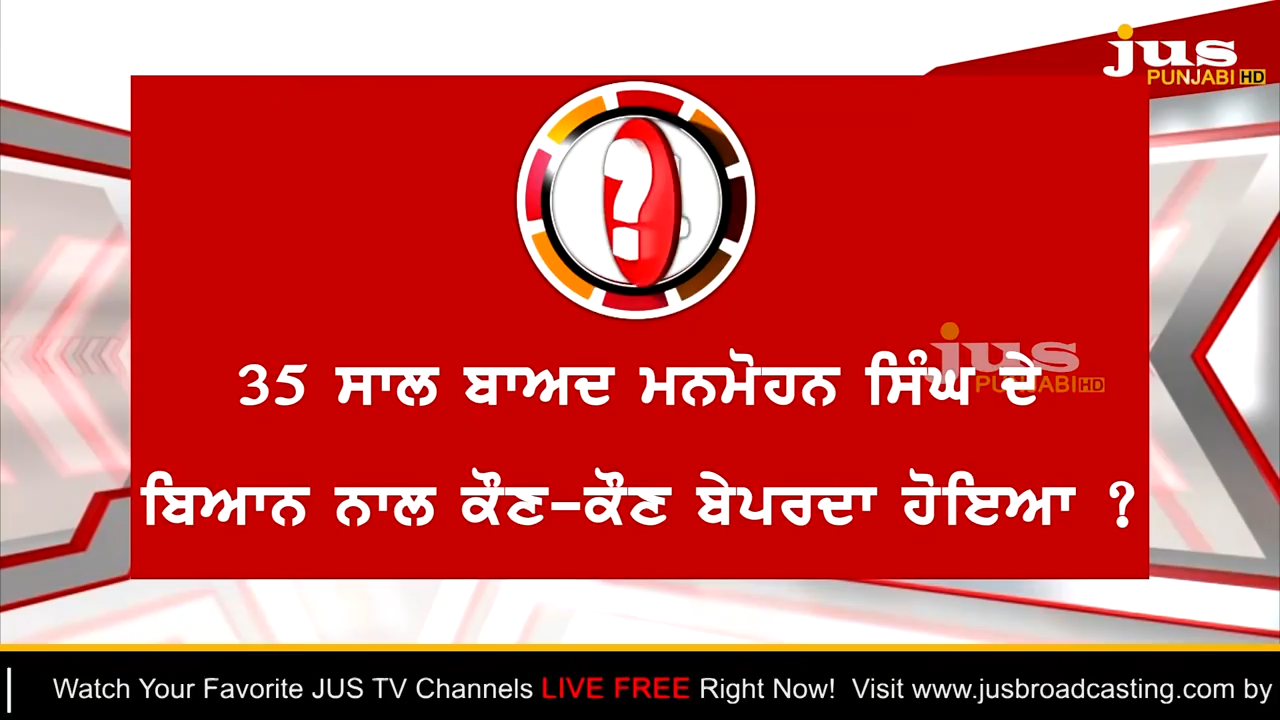 jus
PUNJABI HD
35 ਸਾਲ ਬਾਅਦ ਮਨਮੋਹਨ ਸਿੰਘ ਦੇ
jus
PUNJABI HD
ਬਿਆਨ ਨਾਲ ਕੌਣ-ਕੌਣ ਬੇਪਰਦਾ ਹੋਇਆ ?
Watch Your Favorite JUS TV Channels LIVE FREE Right Now! Visit www.jusbroadcasting.com by